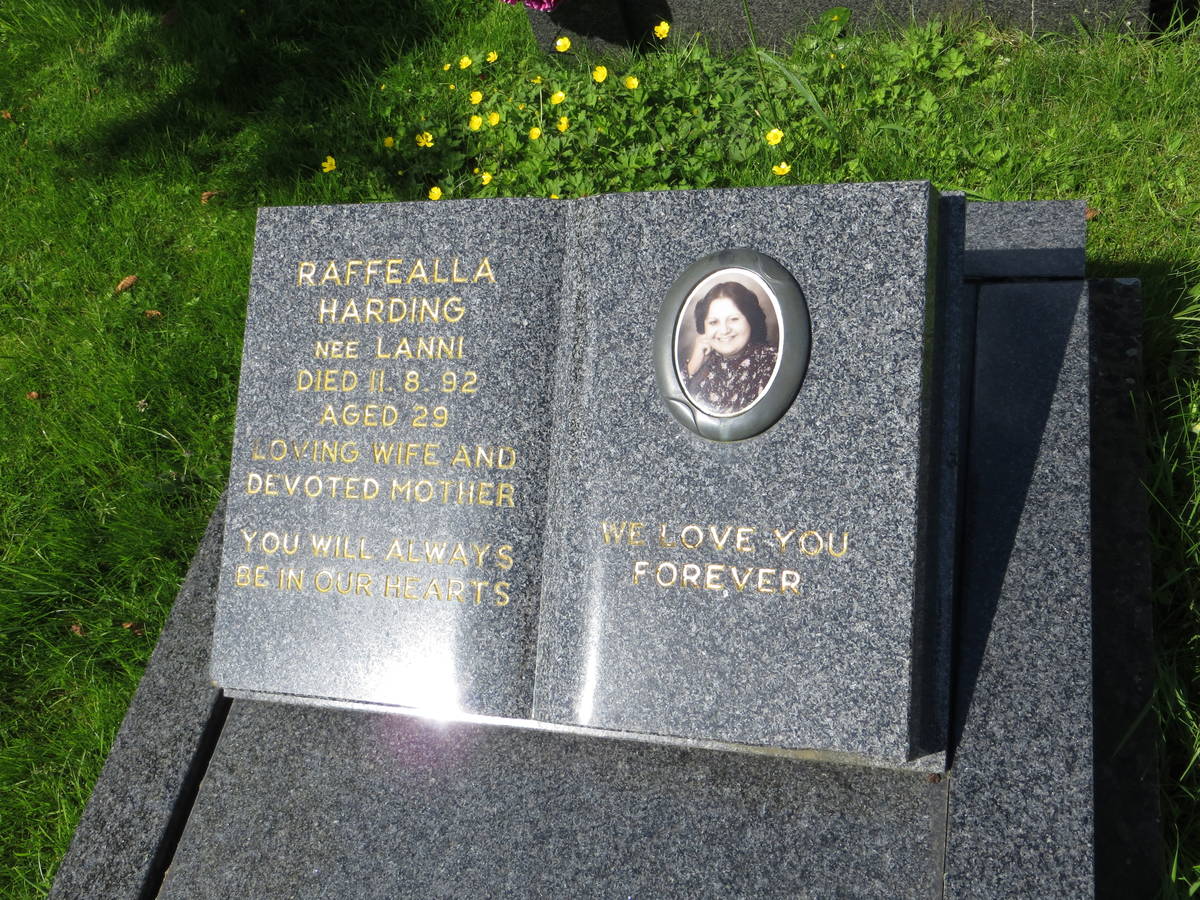 RAFFEALLA
HARDING
NEE LANNI
DIED 11. 8. 92
AGED 29
LOVING WIFE AND
DEVOTED MOTHER
YOU WILL ALWAYS
BE IN OUR HEARTS
WE LOVE YOU
FOREVER